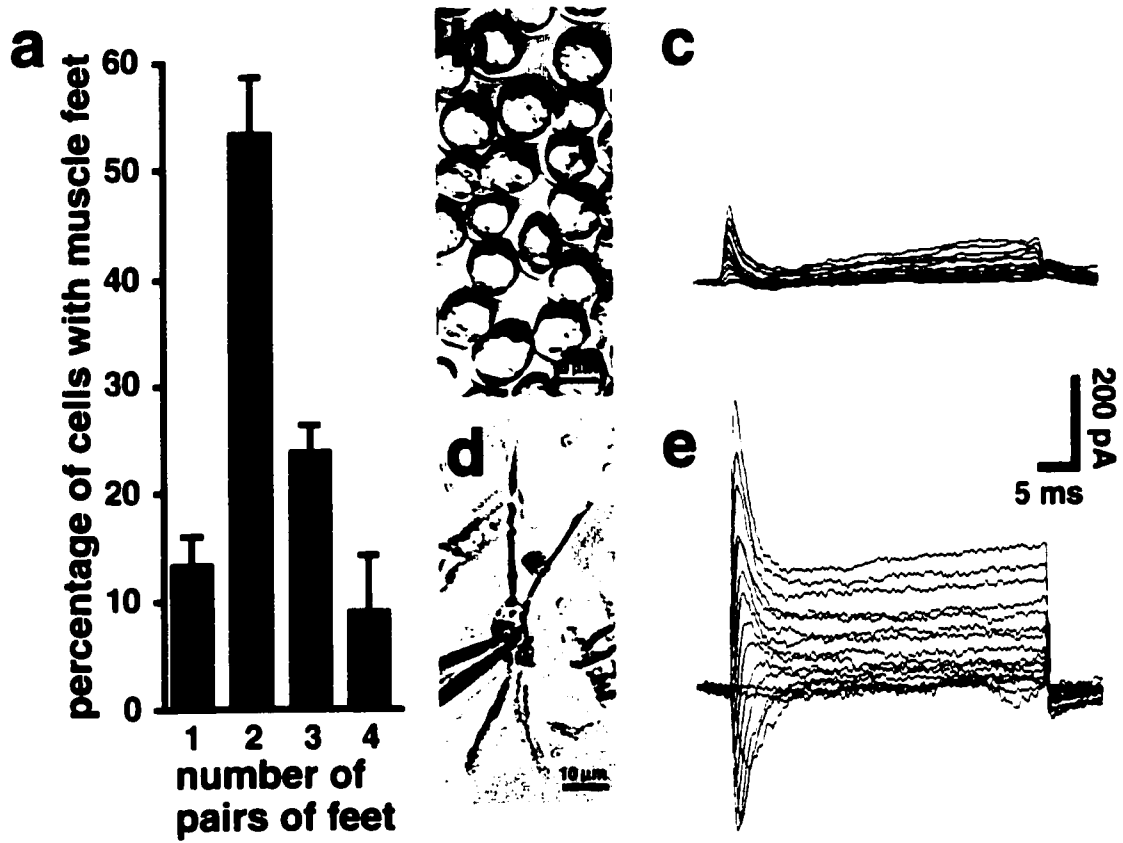 a
percentage of cells with muscle feet
60
50
40
30
20
10
0
1 2 3 4
number of
pairs of feet
c
d
10 µm
e
200 pA
5 ms